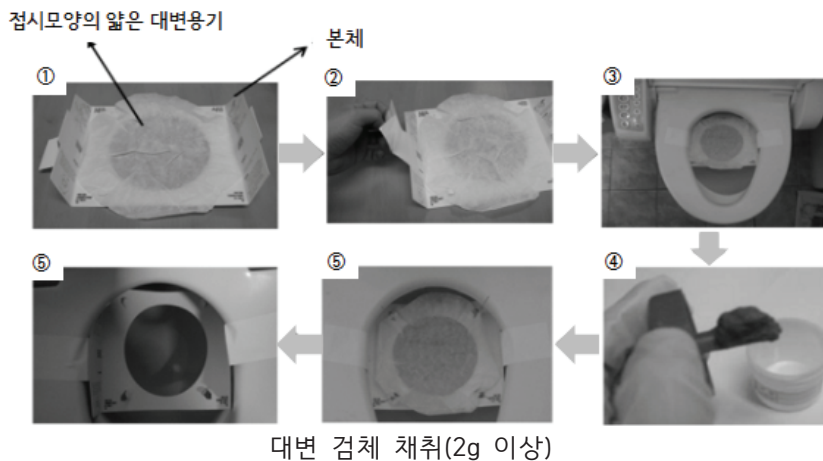 접시모양의 얇은 대변용기
본체
①
②
③
④
⑤
⑤
대변 검체 채취(2g 이상)